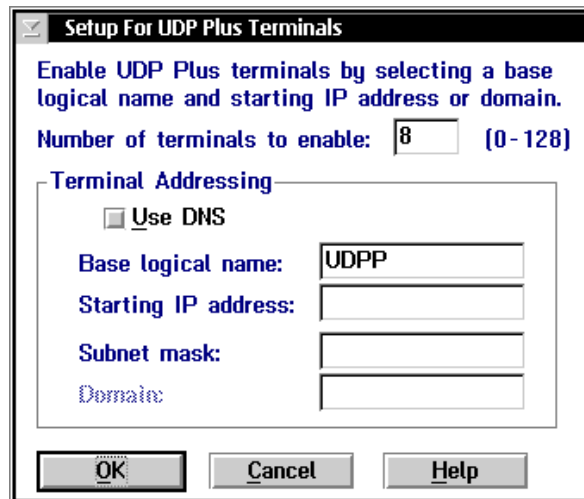 Setup For UDP Plus Terminals
Enable UDP Plus terminals by selecting a base
logical name and starting IP address or domain.
Number of terminals to enable: 8 (0-128)
Terminal Addressing
Use DNS
Base logical name: UDPP
Starting IP address:
Subnet mask:
Domain:
OK Cancel Help